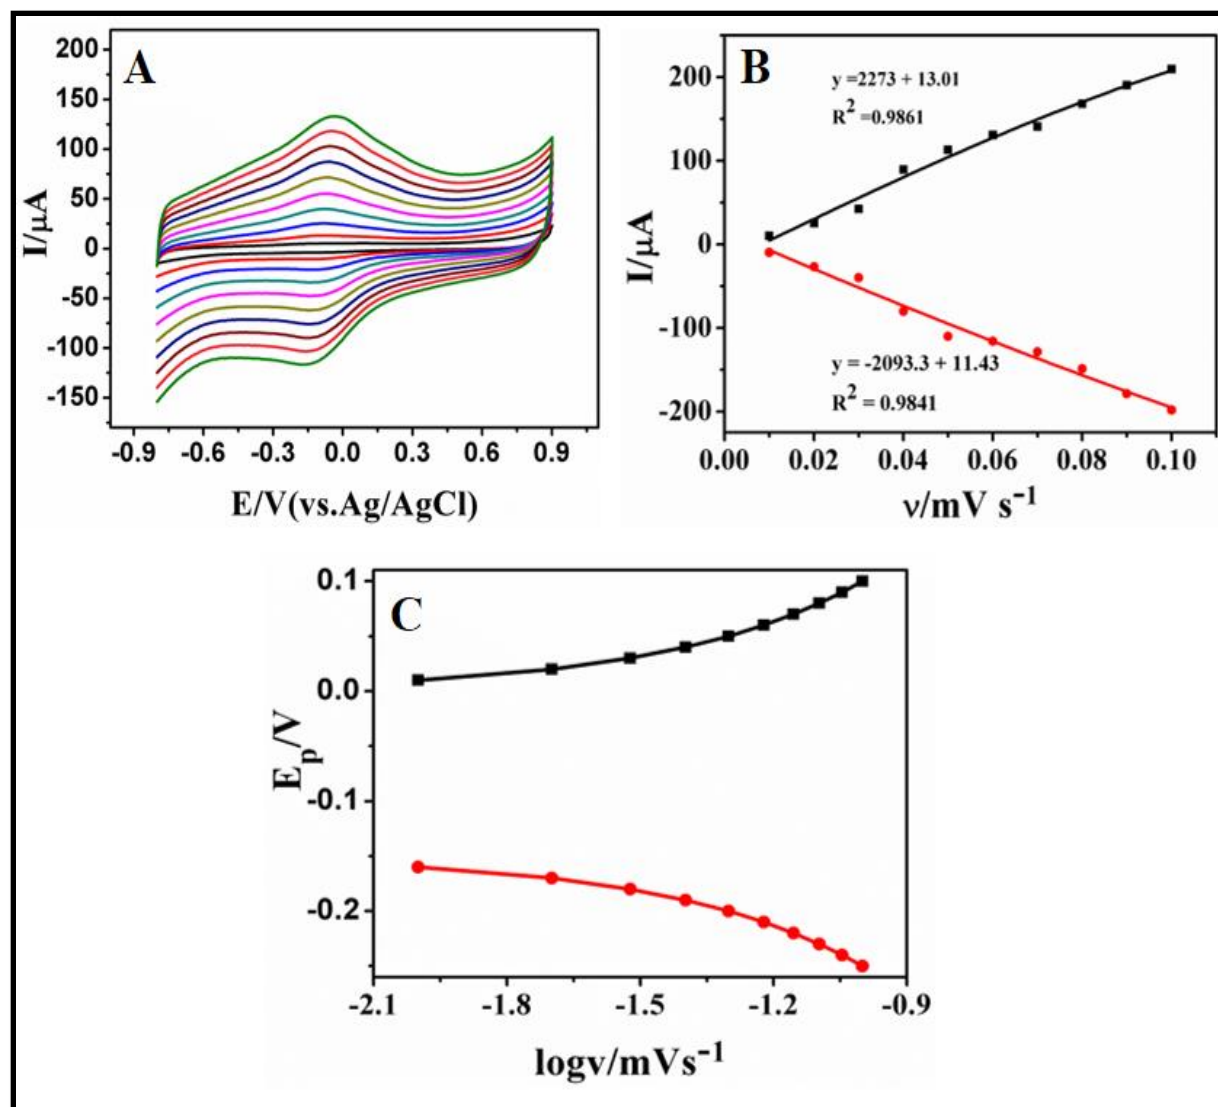 A
I/μA
200
150
100
50
0
-50
-100
-150
-0.9 -0.6 -0.3 0.0 0.3 0.6 0.9
E/V(vs.Ag/AgCl)
B
y =2273 + 13.01
R2 =0.9861
I/μA
200
100
0
-100
-200
y = -2093.3 + 11.43
R2 = 0.9841
0.00 0.02 0.04 0.06 0.08 0.10
ν/mV s-1
C
Ep/V
0.1
0.0
-0.1
-0.2
-2.1 -1.8 -1.5 -1.2 -0.9
logv/mVs-1